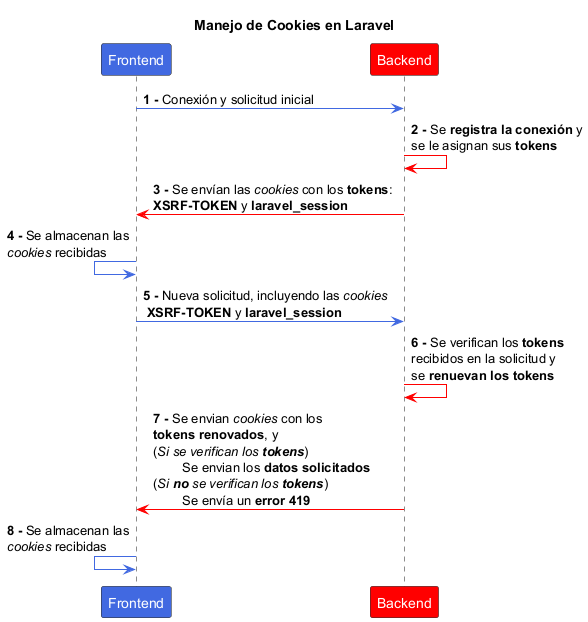 Manejo de Cookies en Laravel
Frontend
Backend
1 - Conexión y solicitud inicial
2 - Se registra la conexión y
se le asignan sus tokens
3 - Se envían las cookies con los tokens:
XSRF-TOKEN y laravel_session
4 - Se almacenan las
cookies recibidas
5 - Nueva solicitud, incluyendo las cookies
XSRF-TOKEN y laravel_session
6 - Se verifican los tokens
recibidos en la solicitud y
se renuevan los tokens
7 - Se envian cookies con los
tokens renovados, y
(Si se verifican los tokens)
Se envian los datos solicitados
(Si no se verifican los tokens)
Se envía un error 419
8 - Se almacenan las
cookies recibidas
Frontend
Backend